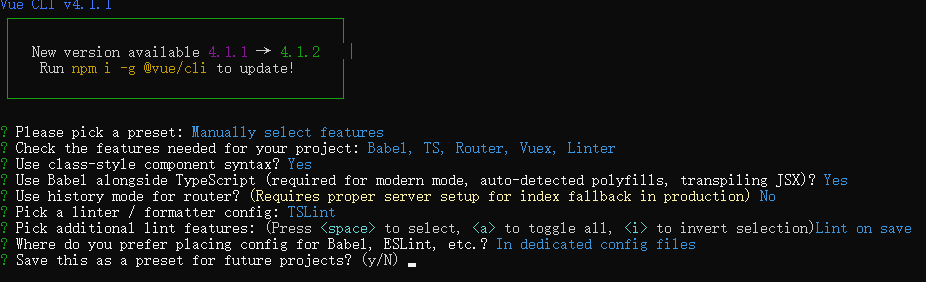 Vue CLI v4.1.1
New version available 4.1.1 → 4.1.2
Run npm i -g @vue/cli to update!
? Please pick a preset: Manually select features
? Check the features needed for your project: Babel, TS, Router, Vuex, Linter
? Use class-style component syntax? Yes
? Use Babel alongside TypeScript (required for modern mode, auto-detected polyfills, transpiling JSX)? Yes
? Use history mode for router? (Requires proper server setup for index fallback in production) No
? Pick a linter / formatter config: TSLint
? Pick additional lint features: (Press <space> to select, <a> to toggle all, <i> to invert selection)Lint on save
? Where do you prefer placing config for Babel, ESLint, etc.? In dedicated config files
? Save this as a preset for future projects? (y/N)